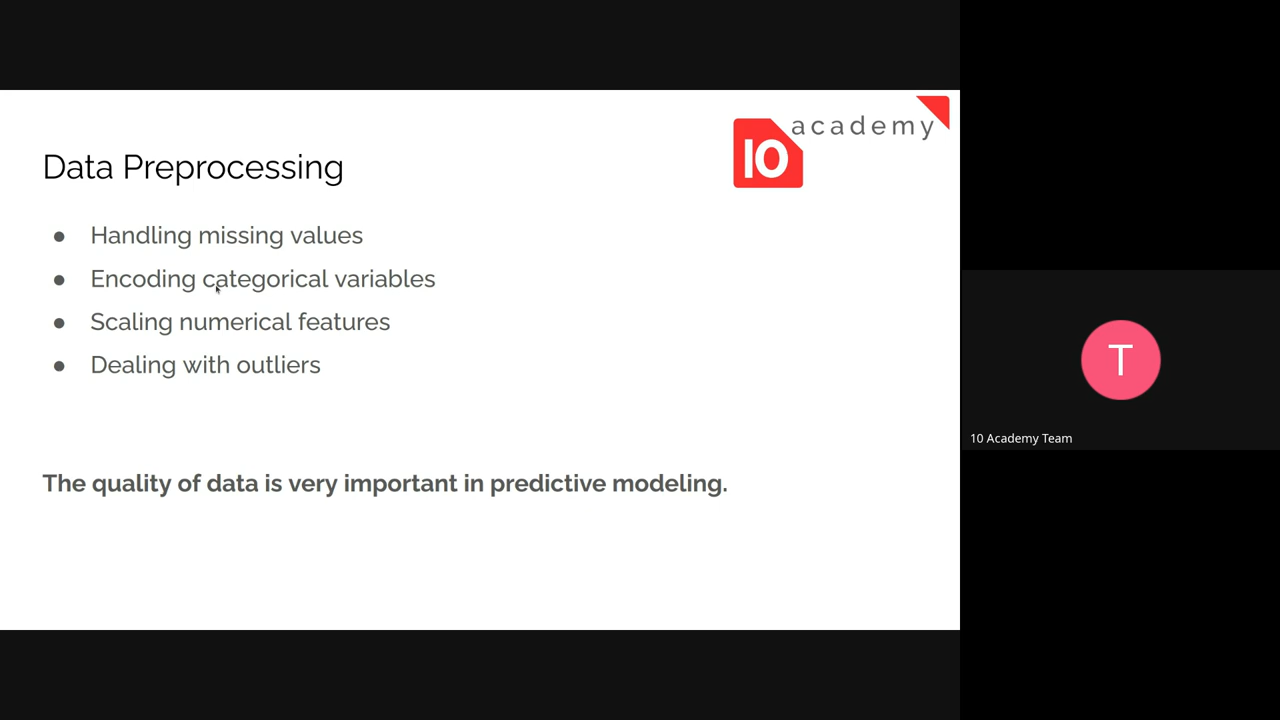 academy
10
Data Preprocessing
● Handling missing values
● Encoding categorical variables
● Scaling numerical features
● Dealing with outliers
The quality of data is very important in predictive modeling.
T
10 Academy Team